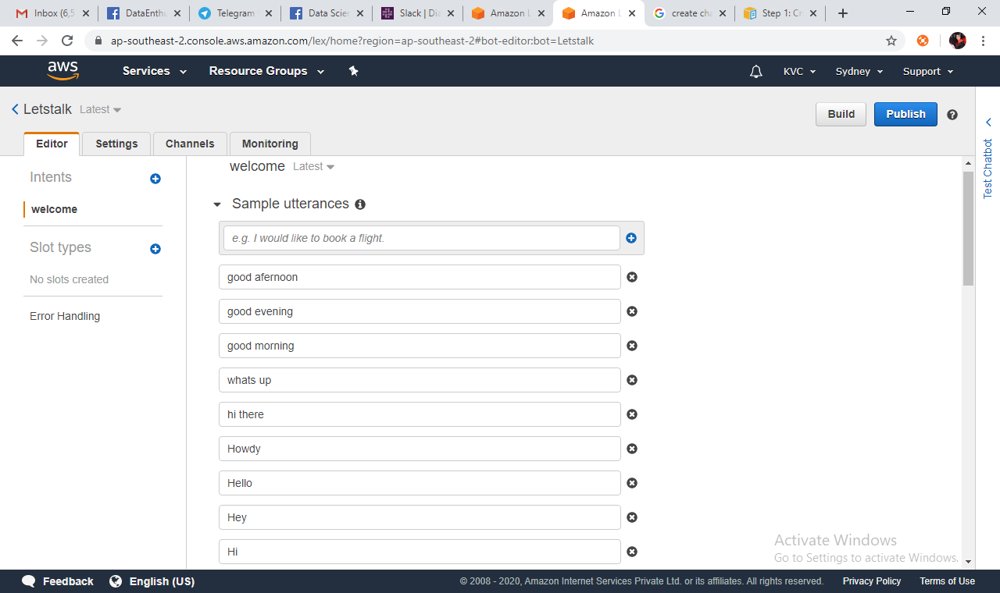 Inbox (6,5
DataEnthu
Telegram
Data Scien
Slack | Dia
Amazon L
Amazon L
create cha
Step 1: Cr
ap-southeast-2.console.aws.amazon.com/lex/home?region=ap-southeast-2#bot-editor:bot=Letstalk
aws
Services
Resource Groups
KVC
Sydney
Support
Letstalk Latest
Build
Publish
Editor
Settings
Channels
Monitoring
Test Chatbot
Intents
welcome
Slot types
No slots created
Error Handling
welcome Latest
Sample utterances
e.g. I would like to book a flight.
good afernoon
good evening
good morning
whats up
hi there
Howdy
Hello
Hey
Hi
Activate Windows
Go to Settings to activate Windows.
Feedback
English (US)
© 2008 - 2020, Amazon Internet Services Private Ltd. or its affiliates. All rights reserved.
Privacy Policy
Terms of Use